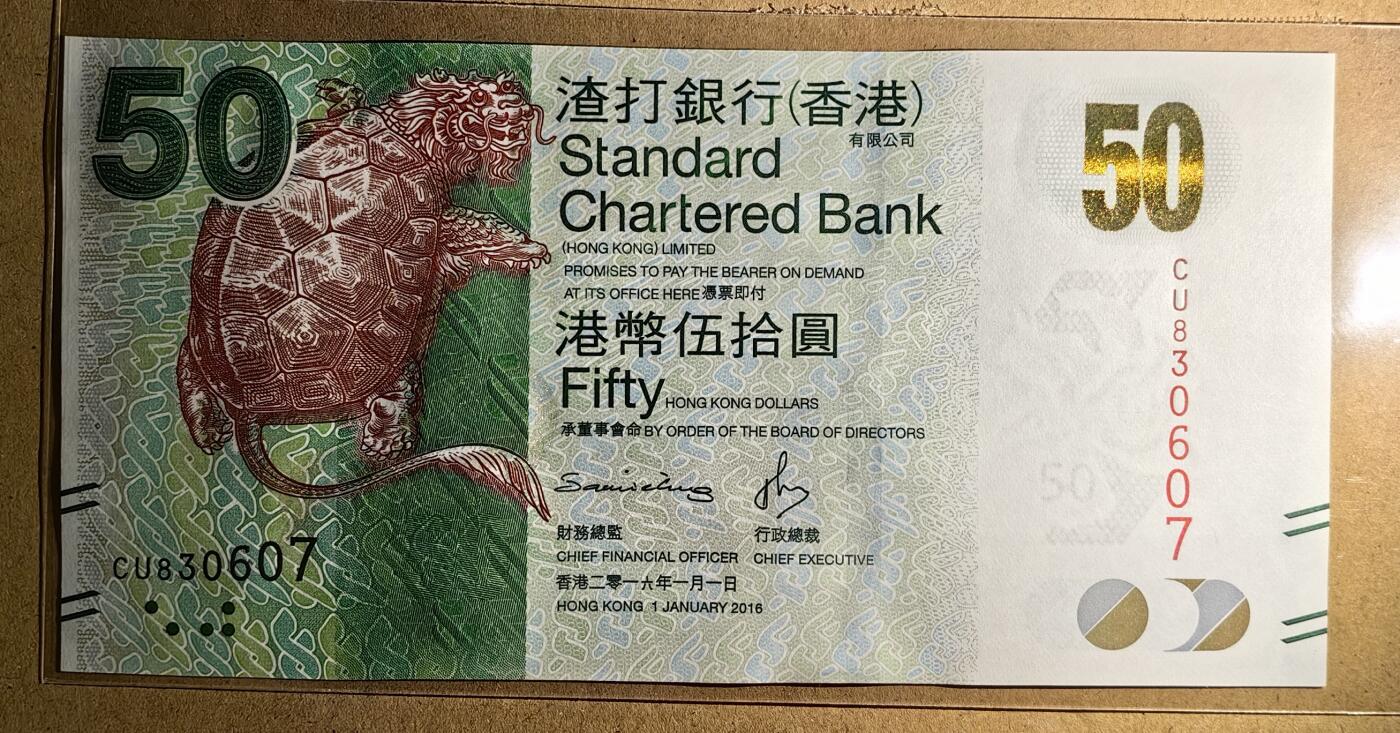 50
渣打銀行(香港)
有限公司
Standard
Chartered Bank
(HONG KONG) LIMITED
PROMISES TO PAY THE BEARER ON DEMAND
AT ITS OFFICE HERE 憑票即付
港幣伍拾圓
Fifty HONG KONG DOLLARS
承董事會命 BY ORDER OF THE BOARD OF DIRECTORS
財務總監 行政總裁
CHIEF FINANCIAL OFFICER CHIEF EXECUTIVE
香港二零一六年一月一日
HONG KONG 1 JANUARY 2016
CU830607
50
CU830607
50